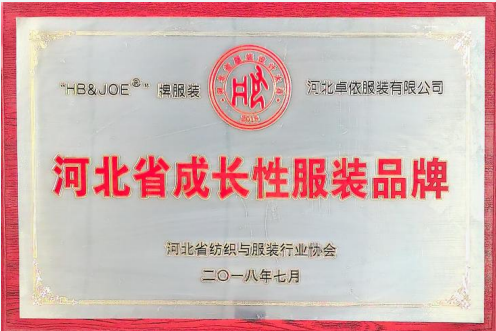 "HB&JOE®" 牌服装 河北卓依服装有限公司
2018
河北省成长性服装品牌
河北省纺织与服装行业协会
二〇一八年七月